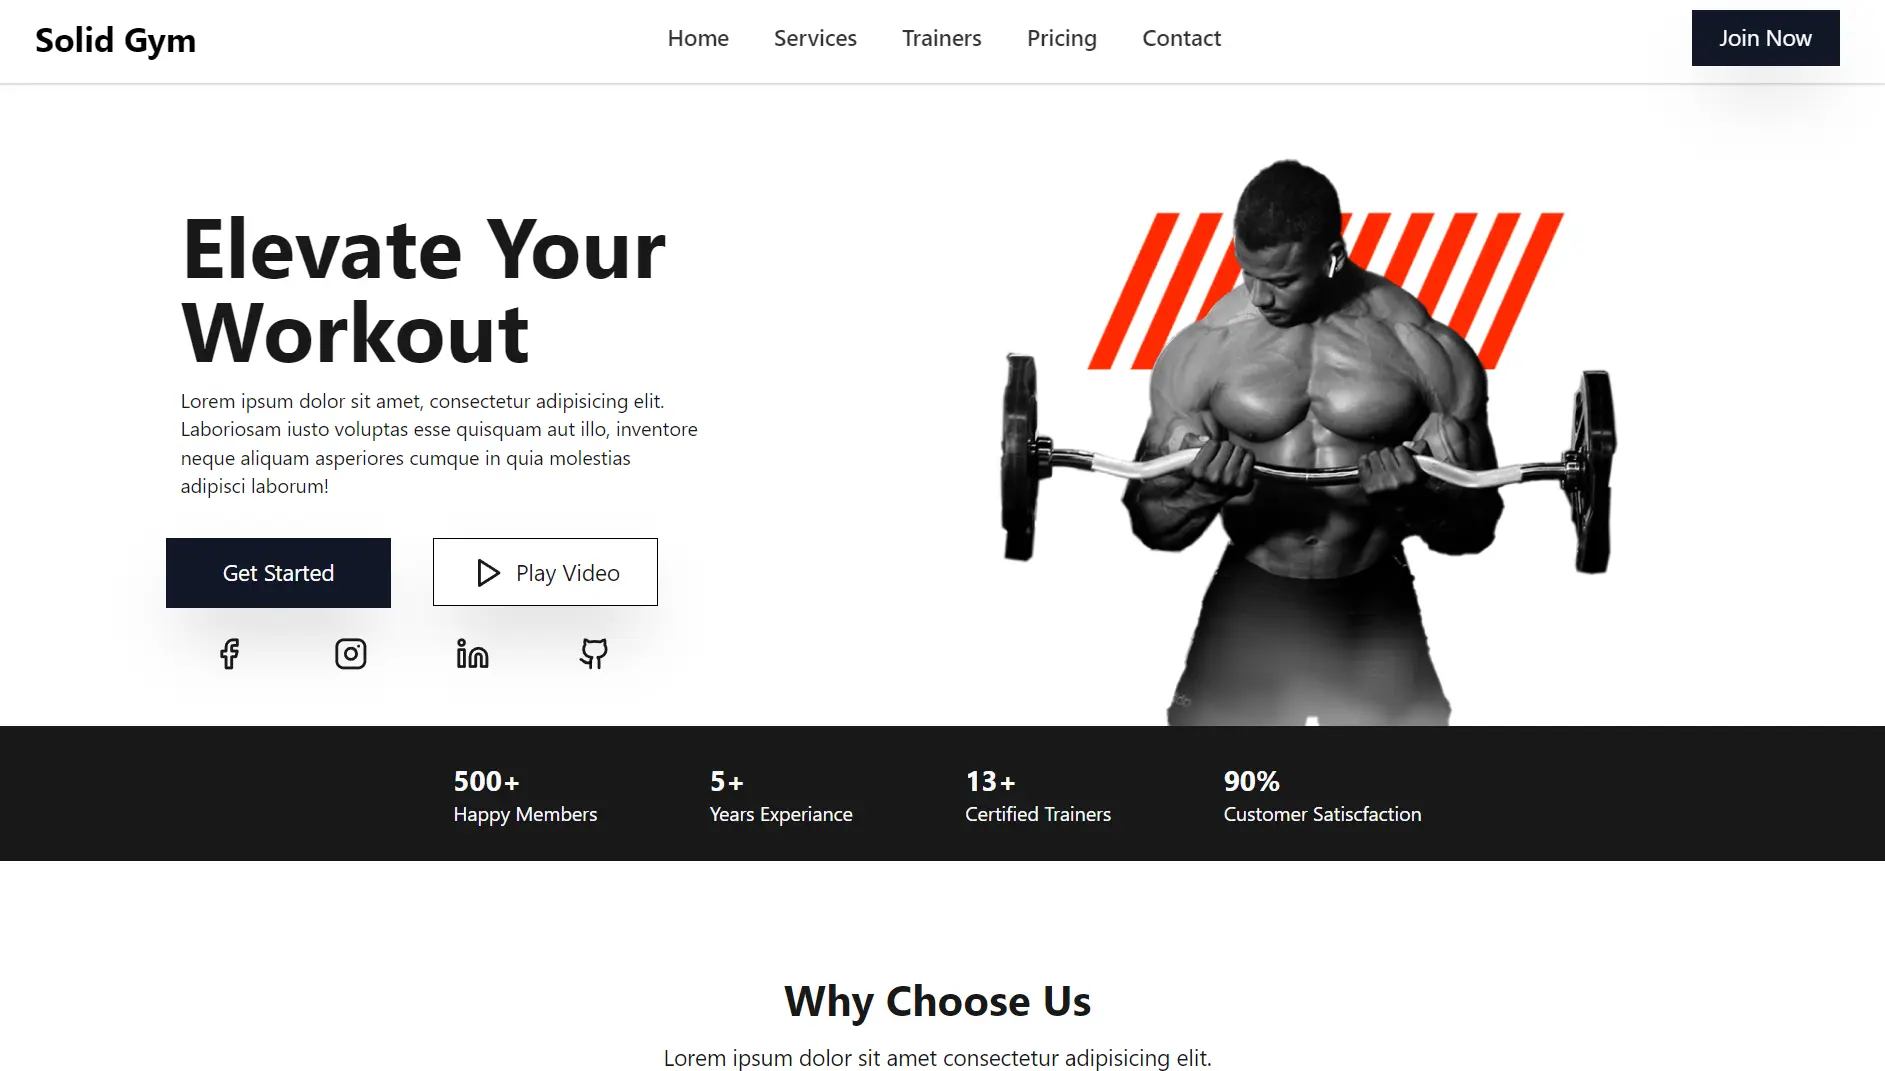 Solid Gym
Home
Services
Trainers
Pricing
Contact
Join Now
Elevate Your
Workout
Lorem ipsum dolor sit amet, consectetur adipisicing elit.
Laboriosam iusto voluptas esse quisquam aut illo, inventore
neque aliquam asperiores cumque in quia molestias
adipisci laborum!
Get Started
Play Video
500+
Happy Members
5+
Years Experiance
13+
Certified Trainers
90%
Customer Satiscfaction
Why Choose Us
Lorem ipsum dolor sit amet consectetur adipisicing elit.